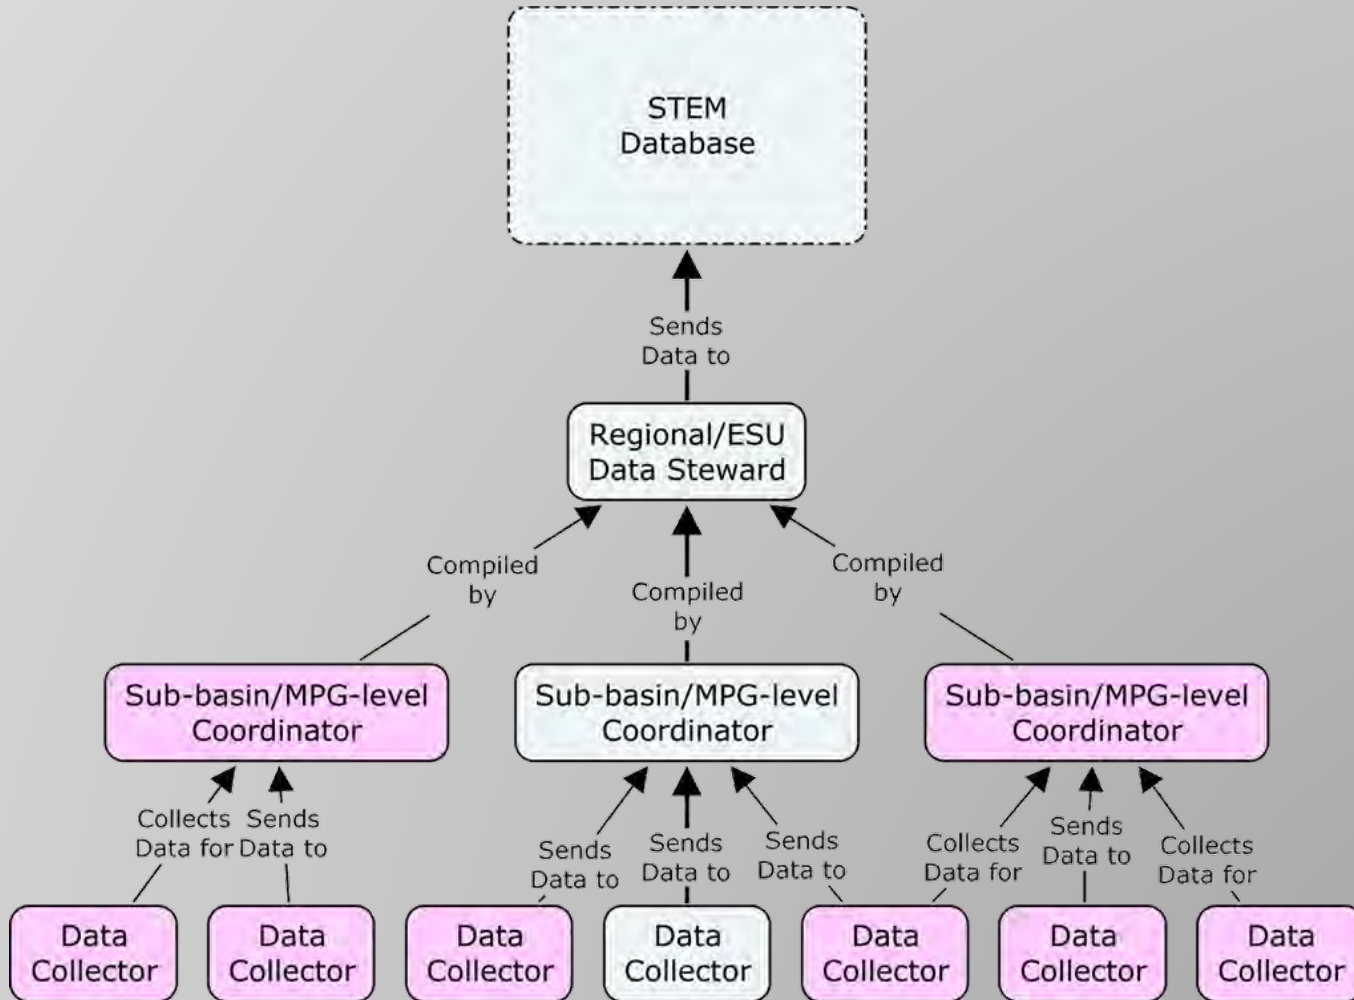 STEM
Database
Sends
Data to
Regional/ESU
Data Steward
Compiled
by
Compiled
by
Compiled
by
Sub-basin/MPG-level
Coordinator
Sub-basin/MPG-level
Coordinator
Sub-basin/MPG-level
Coordinator
Collects
Data for
Sends
Data to
Sends
Data to
Sends
Data to
Sends
Data to
Collects
Data for
Sends
Data to
Collects
Data for
Data
Collector
Data
Collector
Data
Collector
Data
Collector
Data
Collector
Data
Collector
Data
Collector